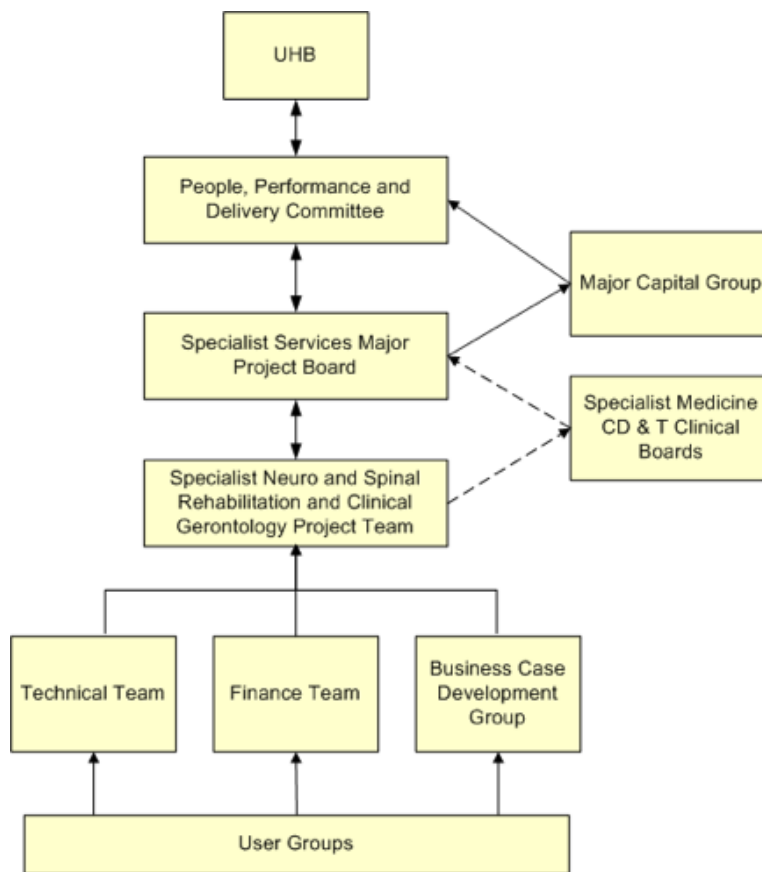 UHB
People, Performance and
Delivery Committee
Major Capital Group
Specialist Services Major
Project Board
Specialist Medicine
CD & T Clinical
Boards
Specialist Neuro and Spinal
Rehabilitation and Clinical
Gerontology Project Team
Technical Team
Finance Team
Business Case
Development
Group
User Groups